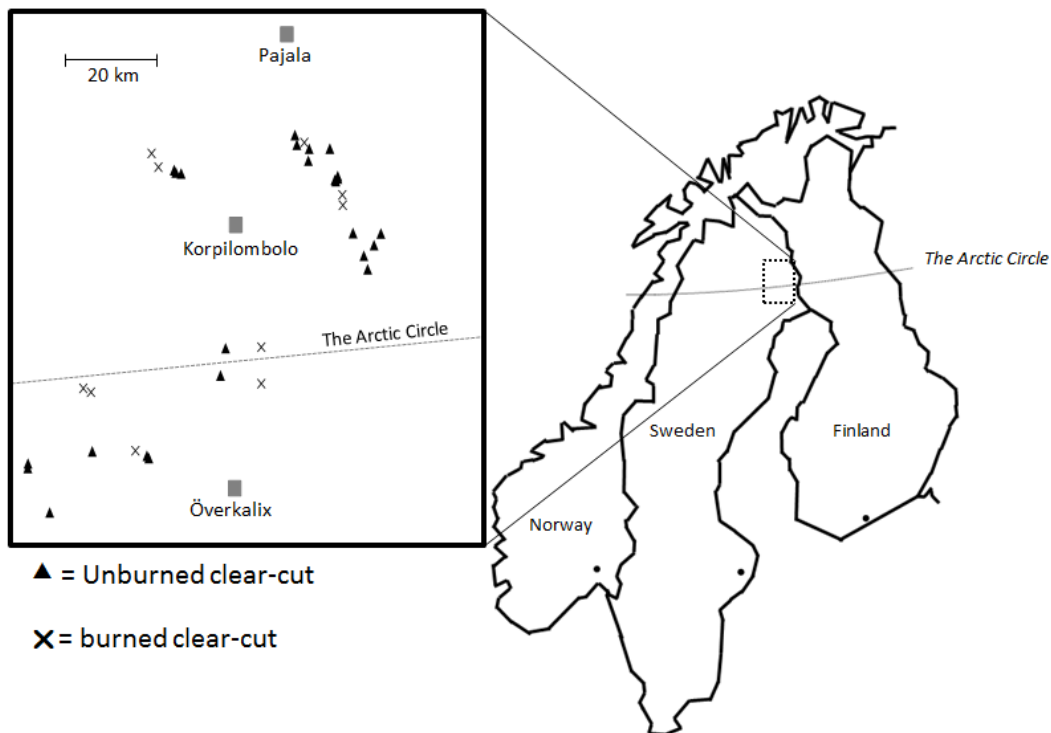 Pajala
20 km
Korpilombolo
The Arctic Circle
Överkalix
▲ = Unburned clear-cut
×= burned clear-cut
The Arctic Circle
Sweden
Finland
Norway